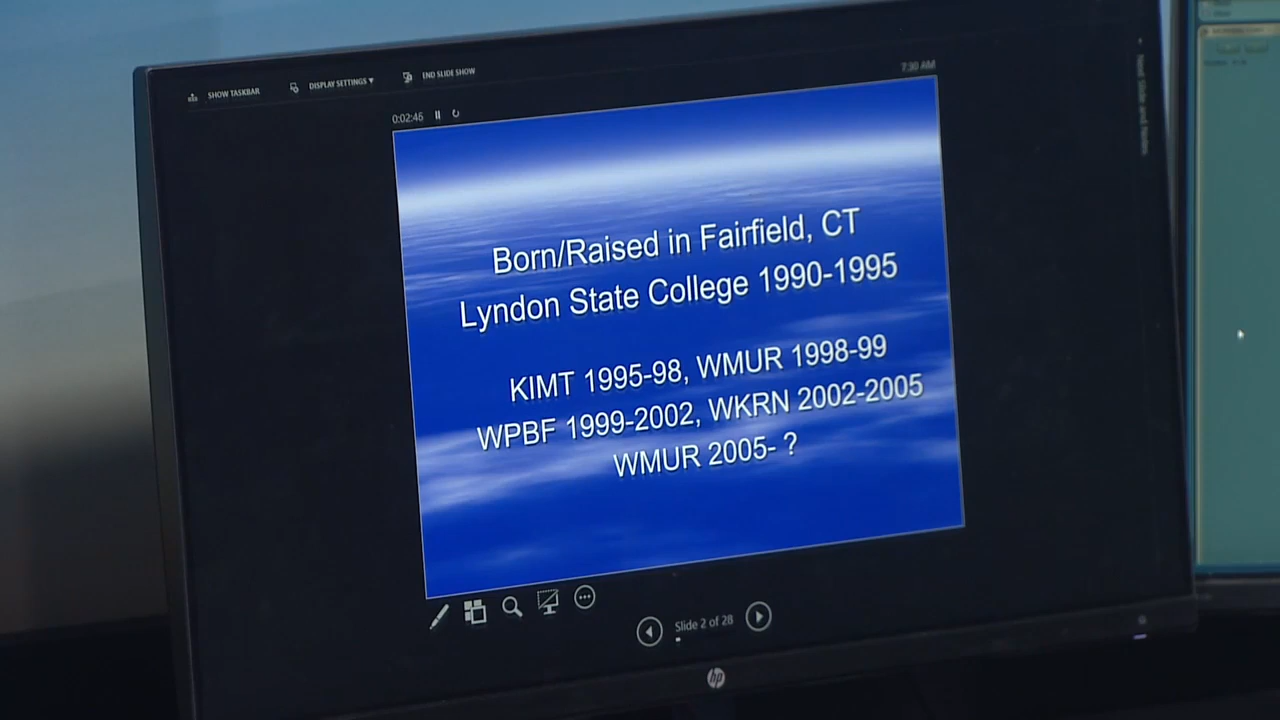 SHOW TASKBAR DISPLAY SETTINGS ▼ END SLIDE SHOW
0:02:46
7:30 AM
Born/Raised in Fairfield, CT
Lyndon State College 1990-1995
KIMT 1995-98, WMUR 1998-99
WPBF 1999-2002, WKRN 2002-2005
WMUR 2005- ?
Slide 2 of 28
hp